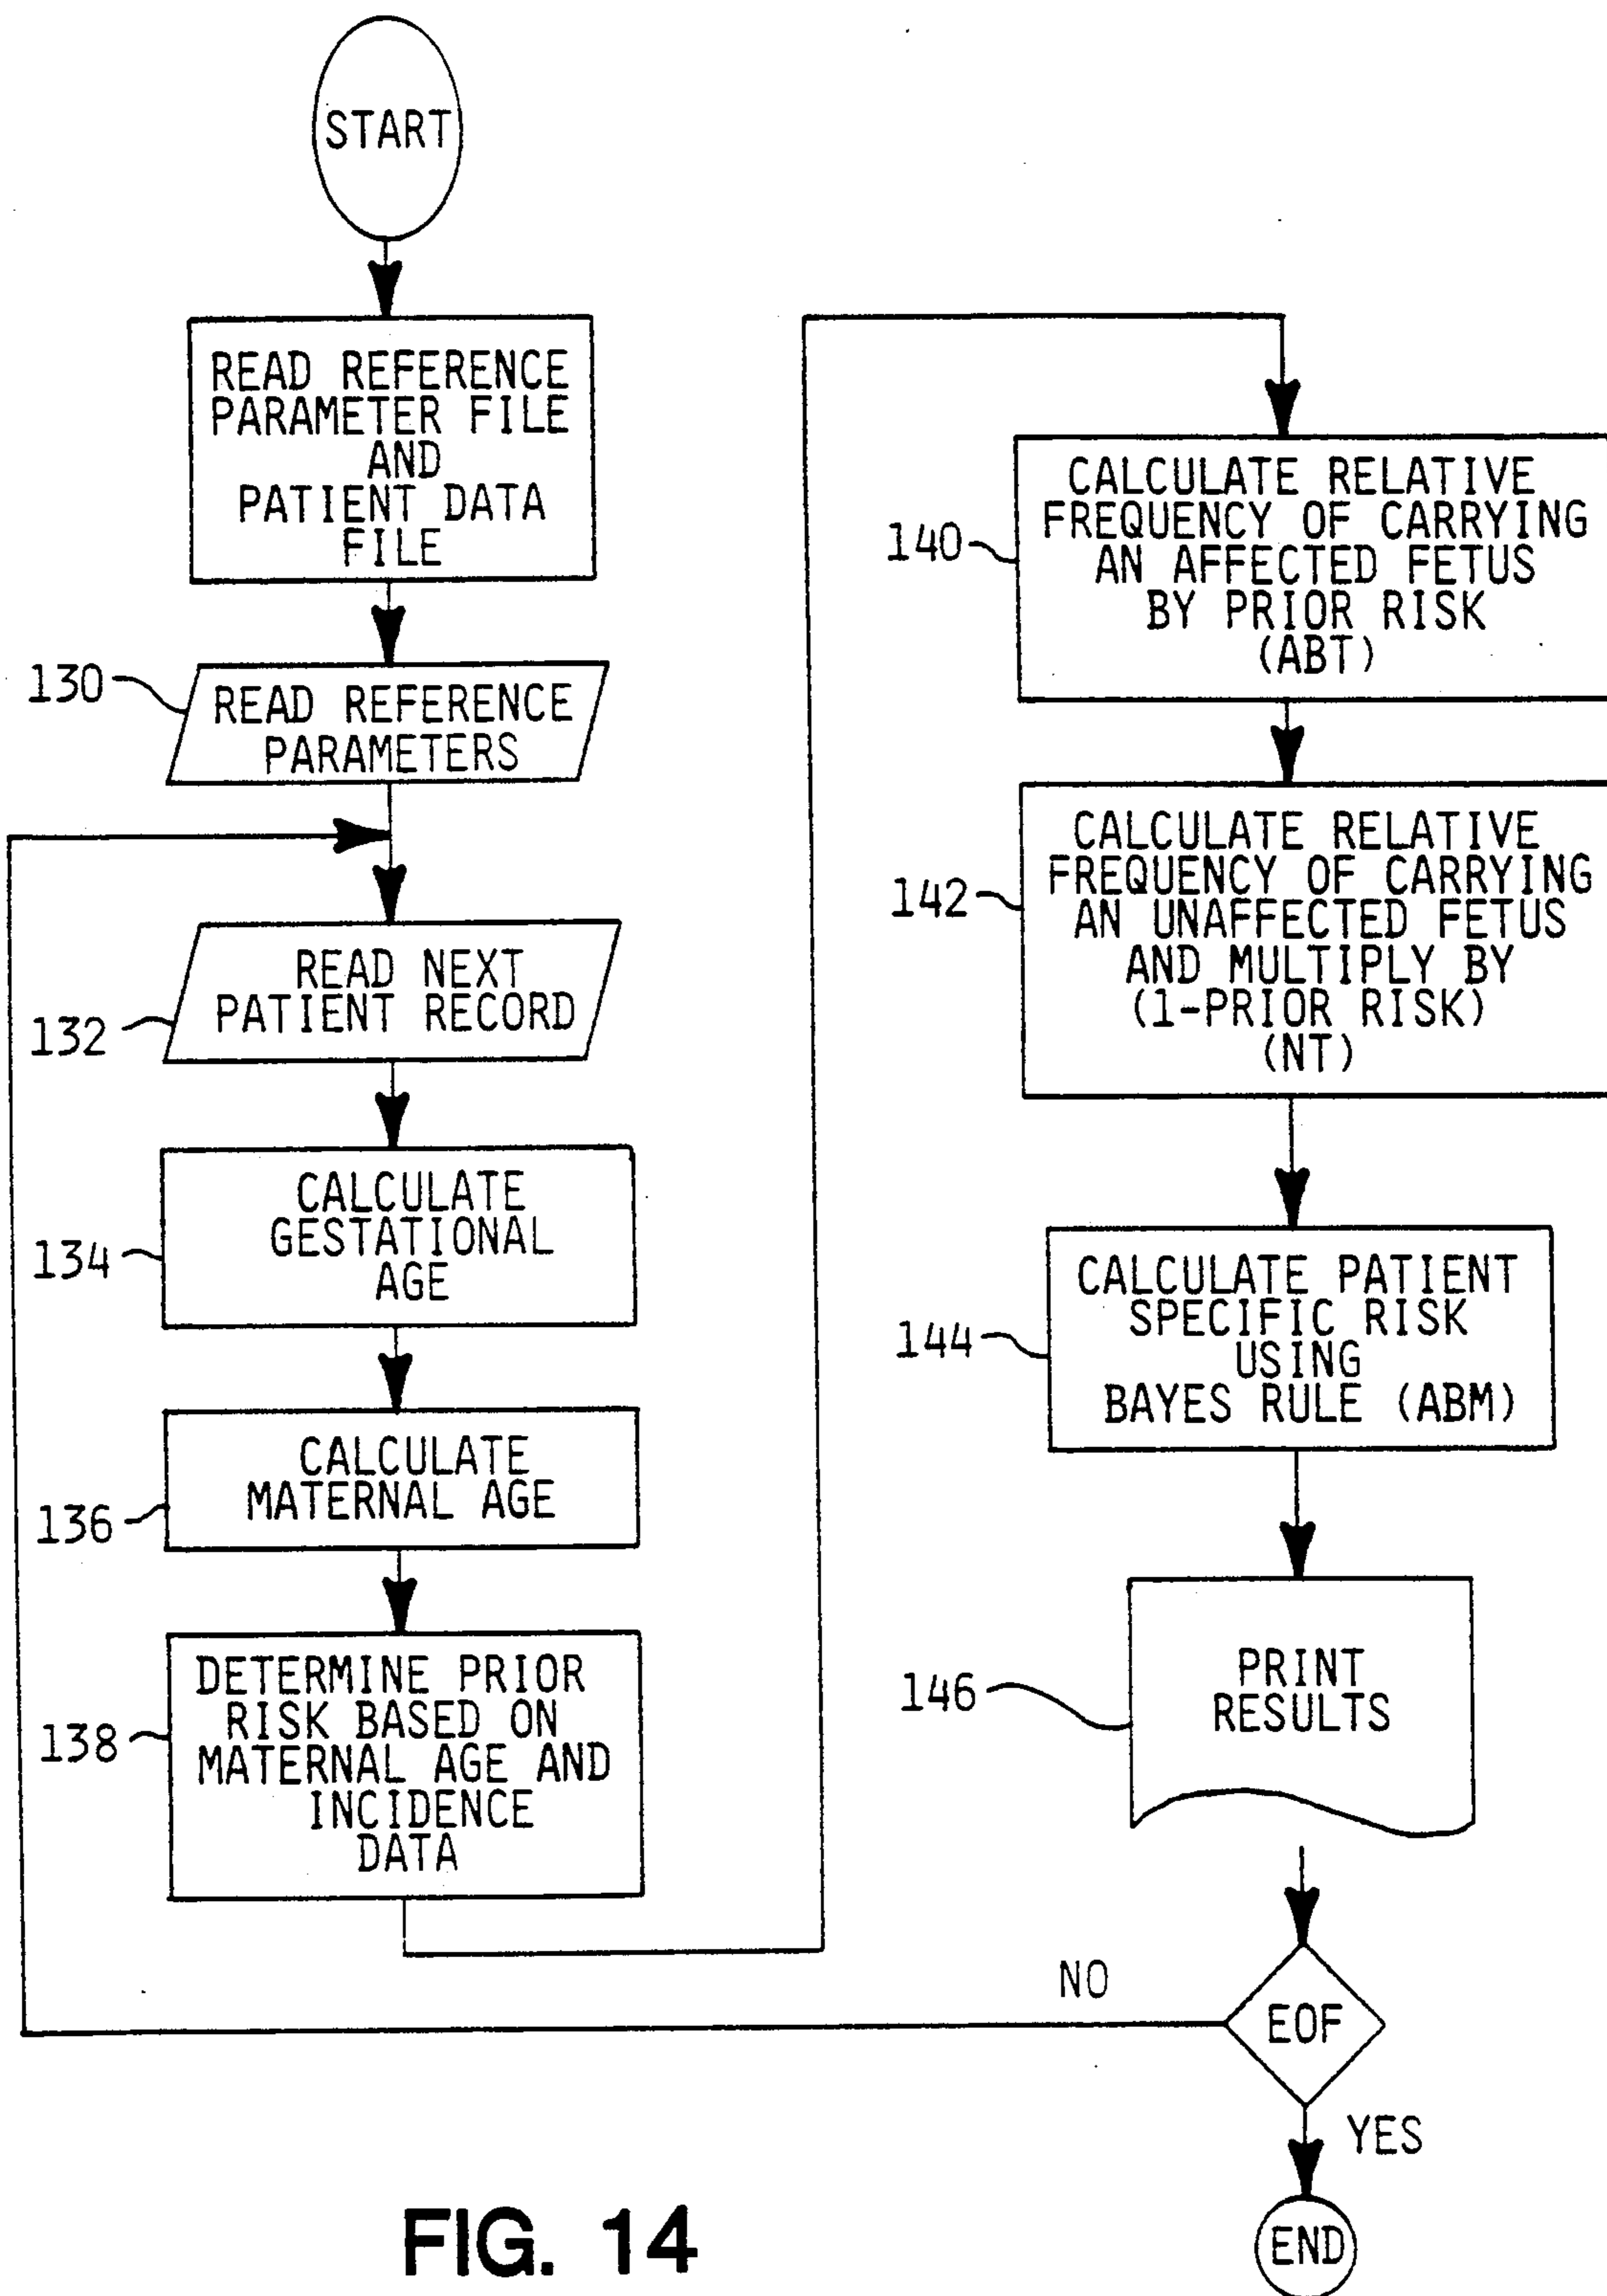 START
READ REFERENCE
PARAMETER FILE
AND
PATIENT DATA
FILE
130
READ REFERENCE
PARAMETERS
132
READ NEXT
PATIENT RECORD
134
CALCULATE
GESTATIONAL
AGE
136
CALCULATE
MATERNAL AGE
138
DETERMINE PRIOR
RISK BASED ON
MATERNAL AGE AND
INCIDENCE
DATA
140
CALCULATE RELATIVE
FREQUENCY OF CARRYING
AN AFFECTED FETUS
BY PRIOR RISK
(ABT)
142
CALCULATE RELATIVE
FREQUENCY OF CARRYING
AN UNAFFECTED FETUS
AND MULTIPLY BY
(1-PRIOR RISK)
(NT)
144
CALCULATE PATIENT
SPECIFIC RISK
USING
BAYES RULE (ABM)
146
PRINT
RESULTS
NO
EOF
YES
END
FIG. 14